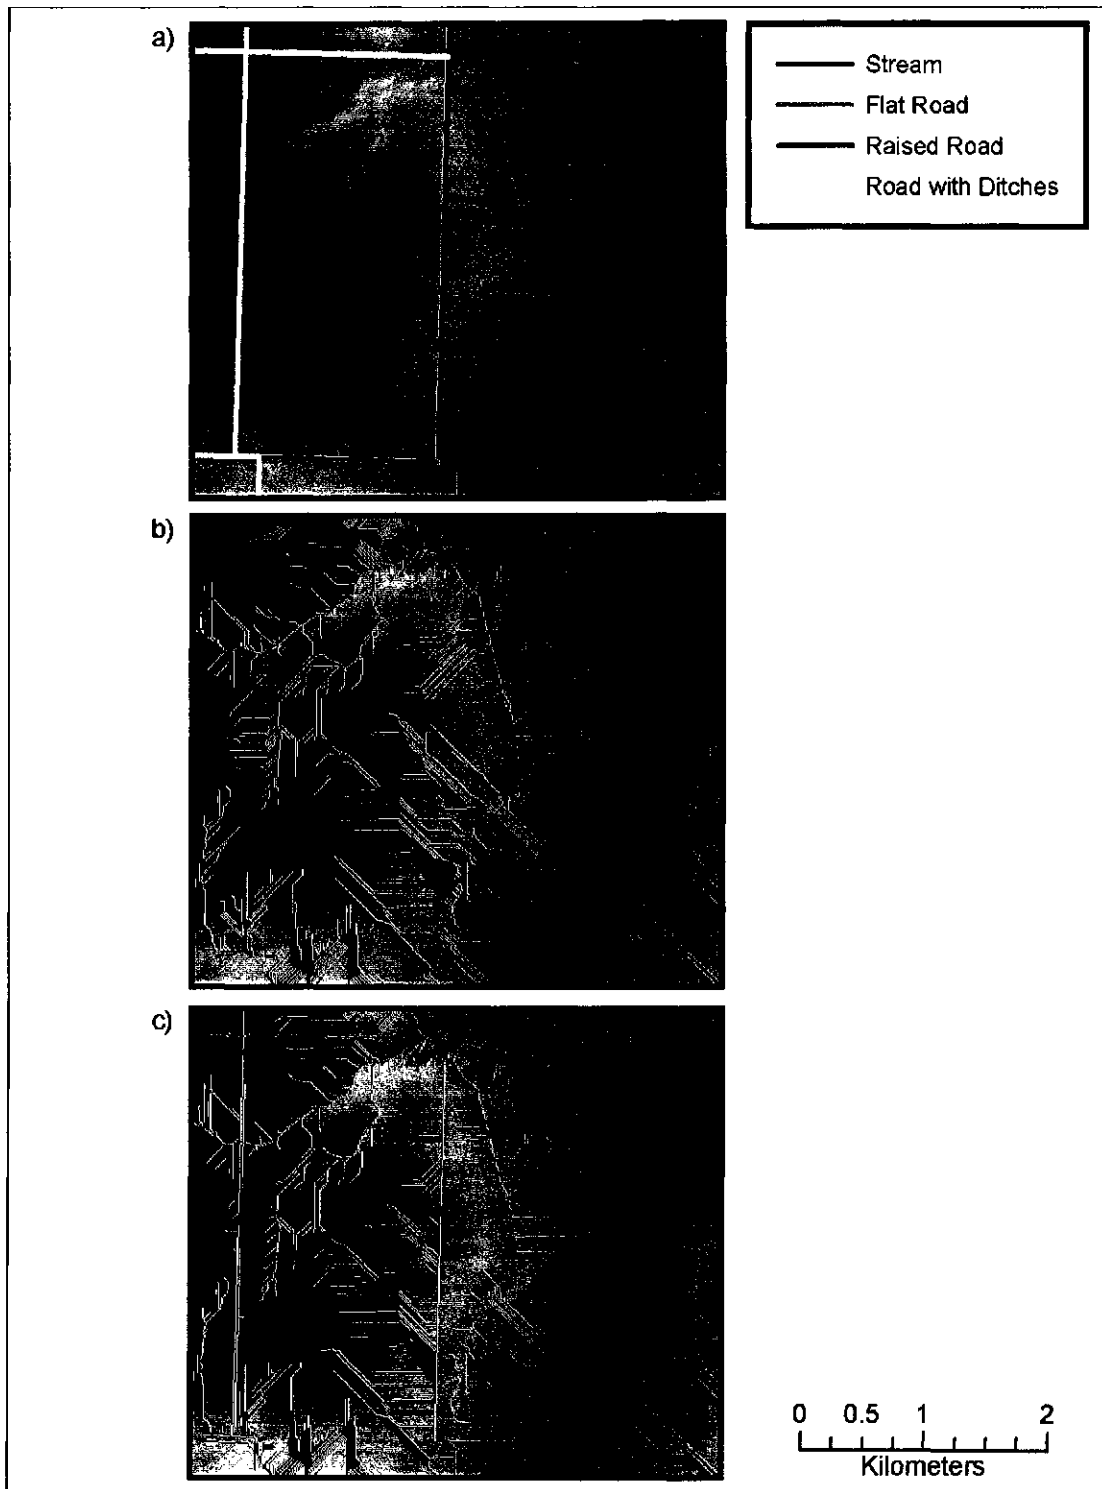 a)
Stream
Flat Road
Raised Road
Road with Ditches
b)
c)
0 0.5 1 2
Kilometers